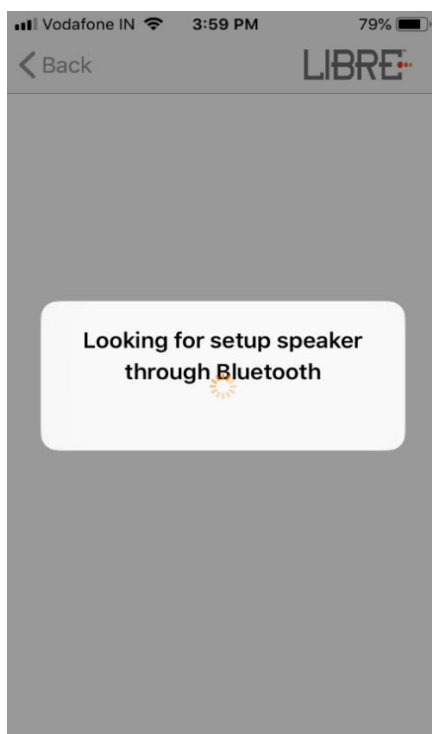 Vodafone IN 3:59 PM 79%
Back LIBRE
Looking for setup speaker
through Bluetooth